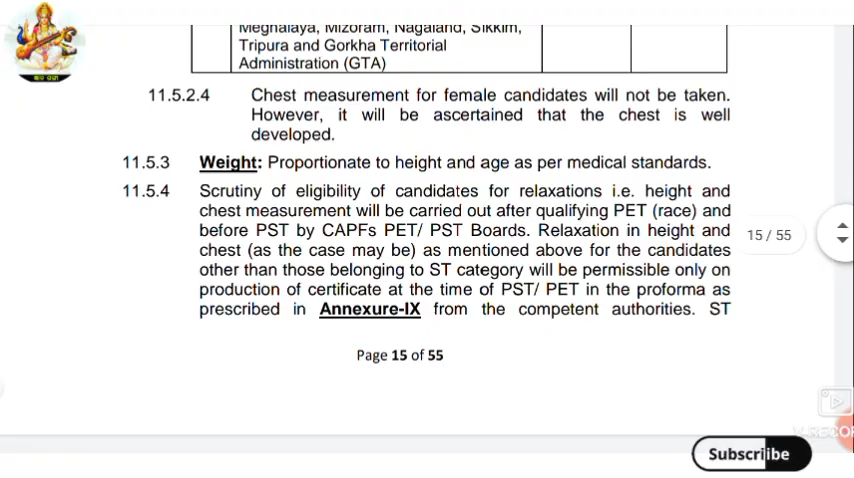 Meghalaya, Mizoram, Nagaland, Sikkim,
Tripura and Gorkha Territorial
Administration (GTA)
11.5.2.4 Chest measurement for female candidates will not be taken.
However, it will be ascertained that the chest is well
developed.
11.5.3 Weight: Proportionate to height and age as per medical standards.
11.5.4 Scrutiny of eligibility of candidates for relaxations i.e. height and
chest measurement will be carried out after qualifying PET (race) and
before PST by CAPFs PET/ PST Boards. Relaxation in height and
chest (as the case may be) as mentioned above for the candidates
other than those belonging to ST category will be permissible only on
production of certificate at the time of PST/ PET in the proforma as
prescribed in Annexure-IX from the competent authorities. ST
15 / 55
Page 15 of 55
Subscribe